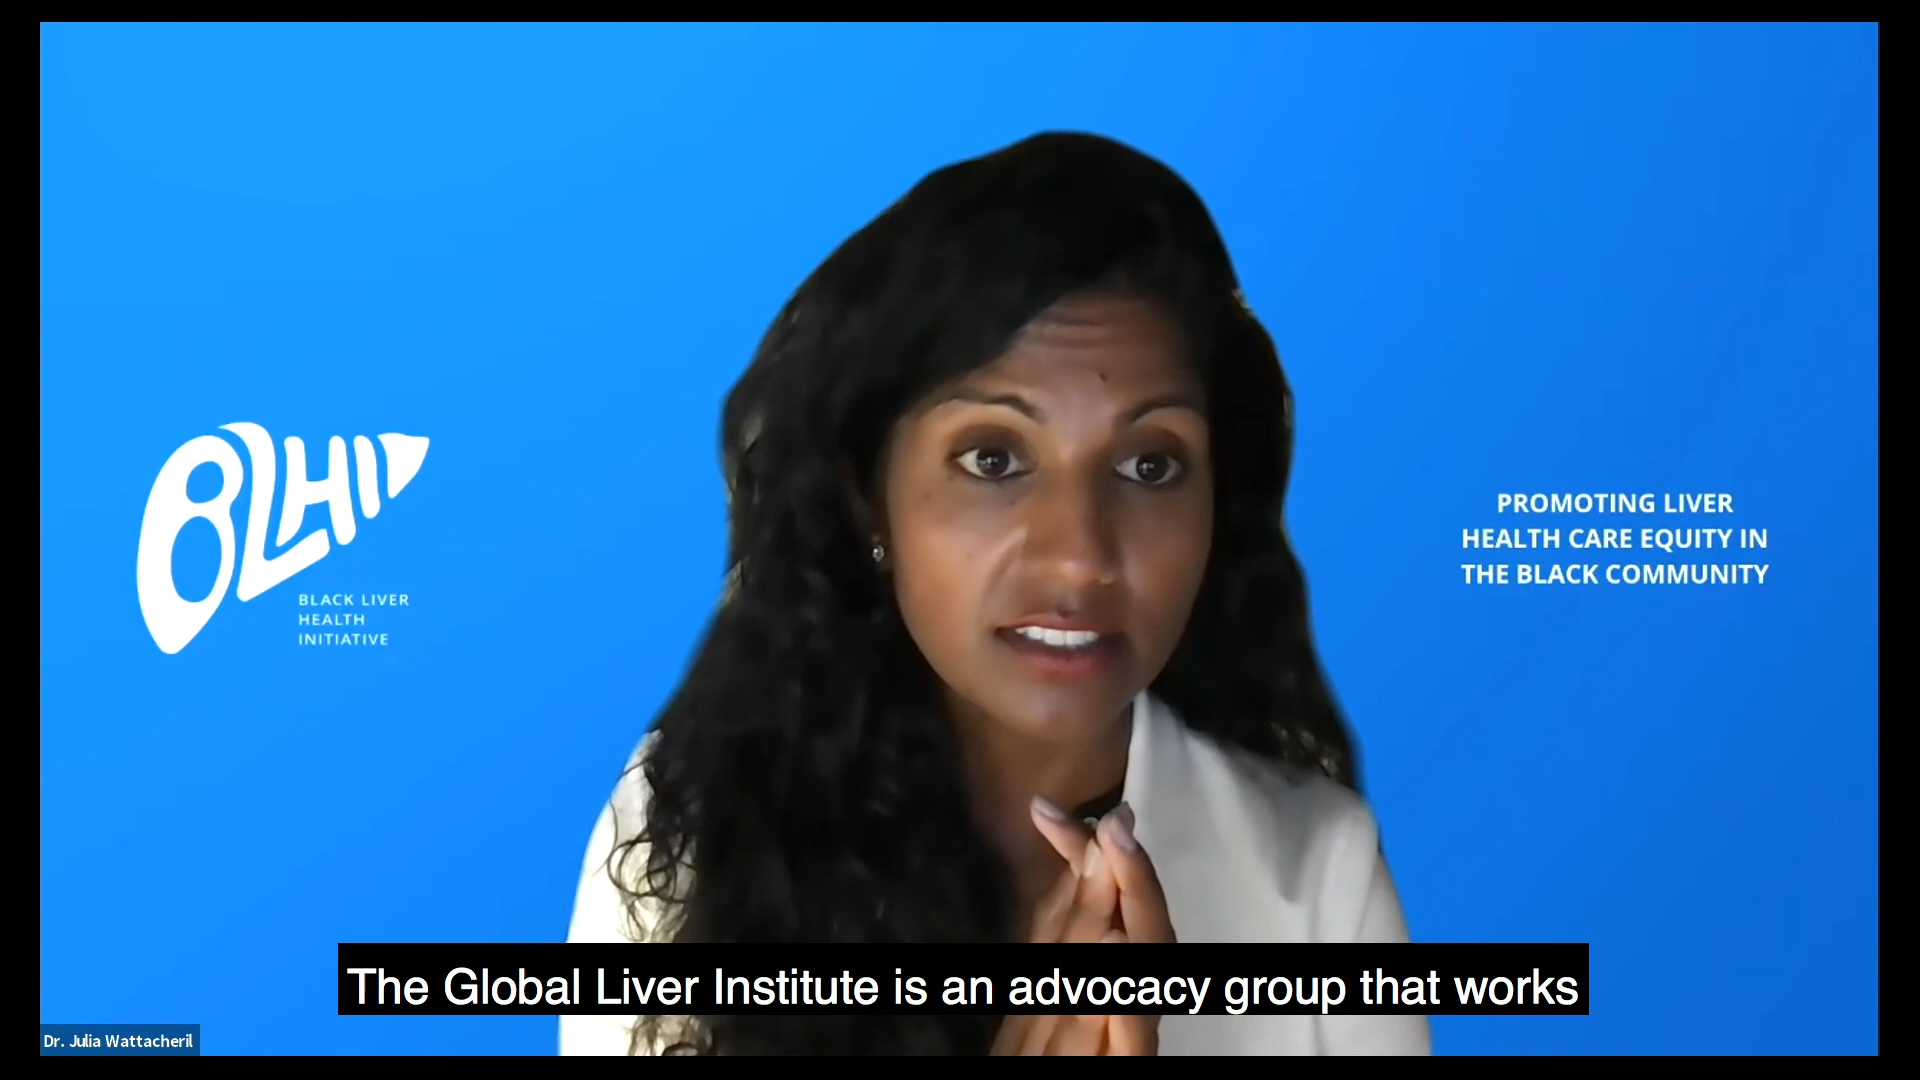 BLHI
BLACK LIVER
HEALTH
INITIATIVE
PROMOTING LIVER
HEALTH CARE EQUITY IN
THE BLACK COMMUNITY
The Global Liver Institute is an advocacy group that works
Dr. Julia Wattacheril